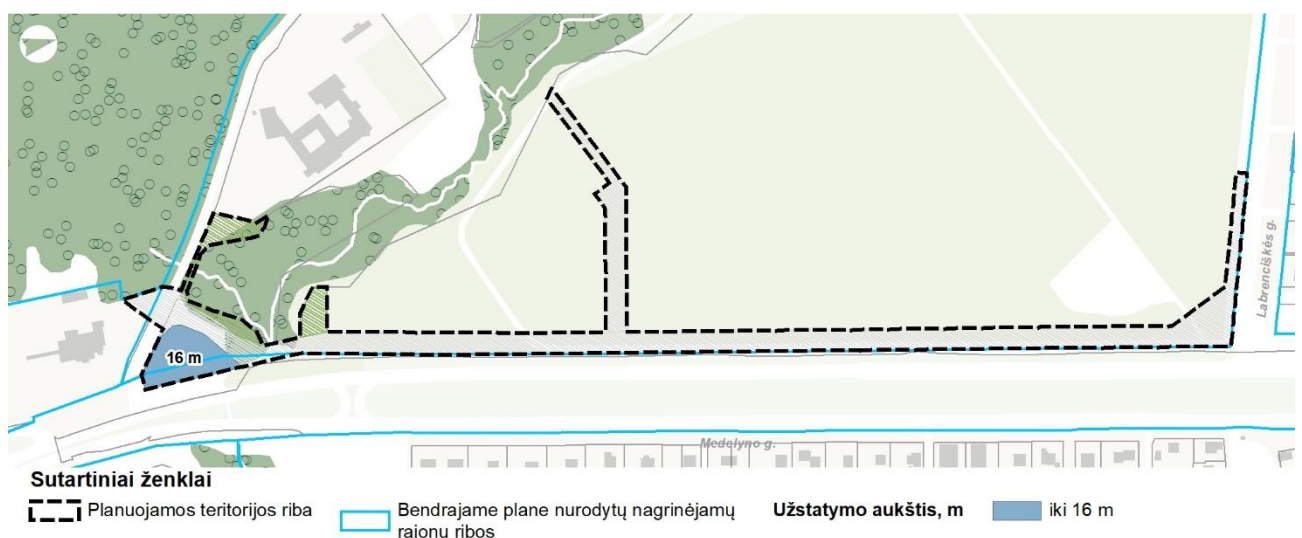 16 m
Labrenciškės g.
Medelyno g.
Sutartiniai ženklai
Planuojamos teritorijos riba
Bendrajame plane nurodytų nagrinėjamų
rajonų ribos
Užstatymo aukštis, m
iki 16 m